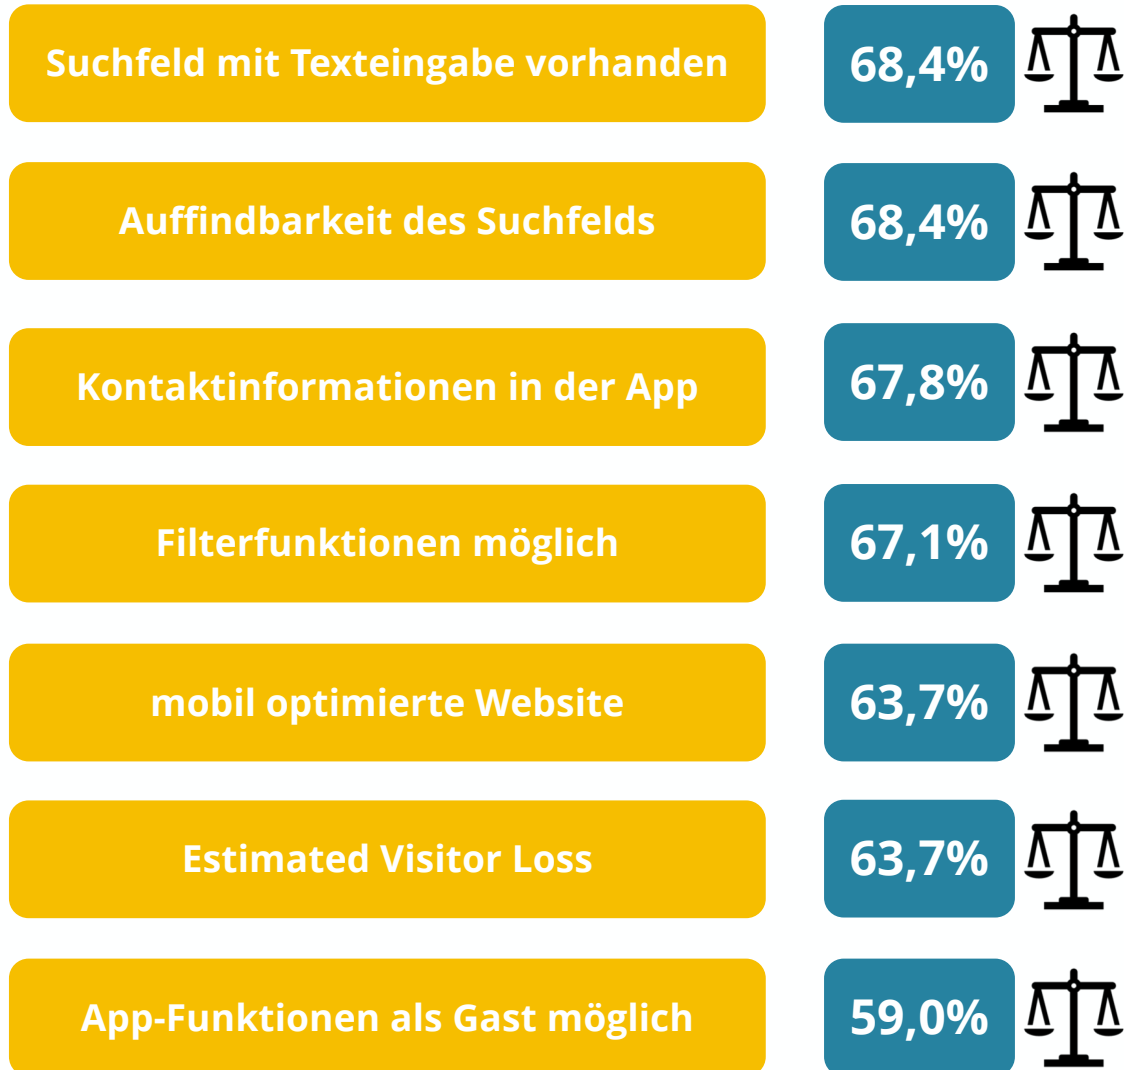 Suchfeld mit Texteingabe vorhanden 68,4%
Auffindbarkeit des Suchfelds 68,4%
Kontaktinformationen in der App 67,8%
Filterfunktionen möglich 67,1%
mobil optimierte Website 63,7%
Estimated Visitor Loss 63,7%
App-Funktionen als Gast möglich 59,0%